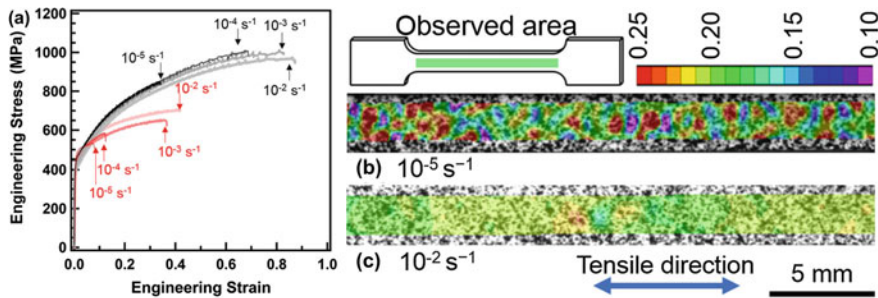 (a)
Engineering Stress (MPa)
1200
1000
800
600
400
200
0
10⁻⁵ s⁻¹
10⁻⁴ s⁻¹
10⁻³ s⁻¹
10⁻² s⁻¹
10⁻² s⁻¹
10⁻³ s⁻¹
10⁻⁴ s⁻¹
10⁻⁵ s⁻¹
0.0 0.2 0.4 0.6 0.8 1.0
Engineering Strain
Observed area
0.25
0.20
0.15
0.10
(b) 10⁻⁵ s⁻¹
(c) 10⁻² s⁻¹
Tensile direction
5 mm